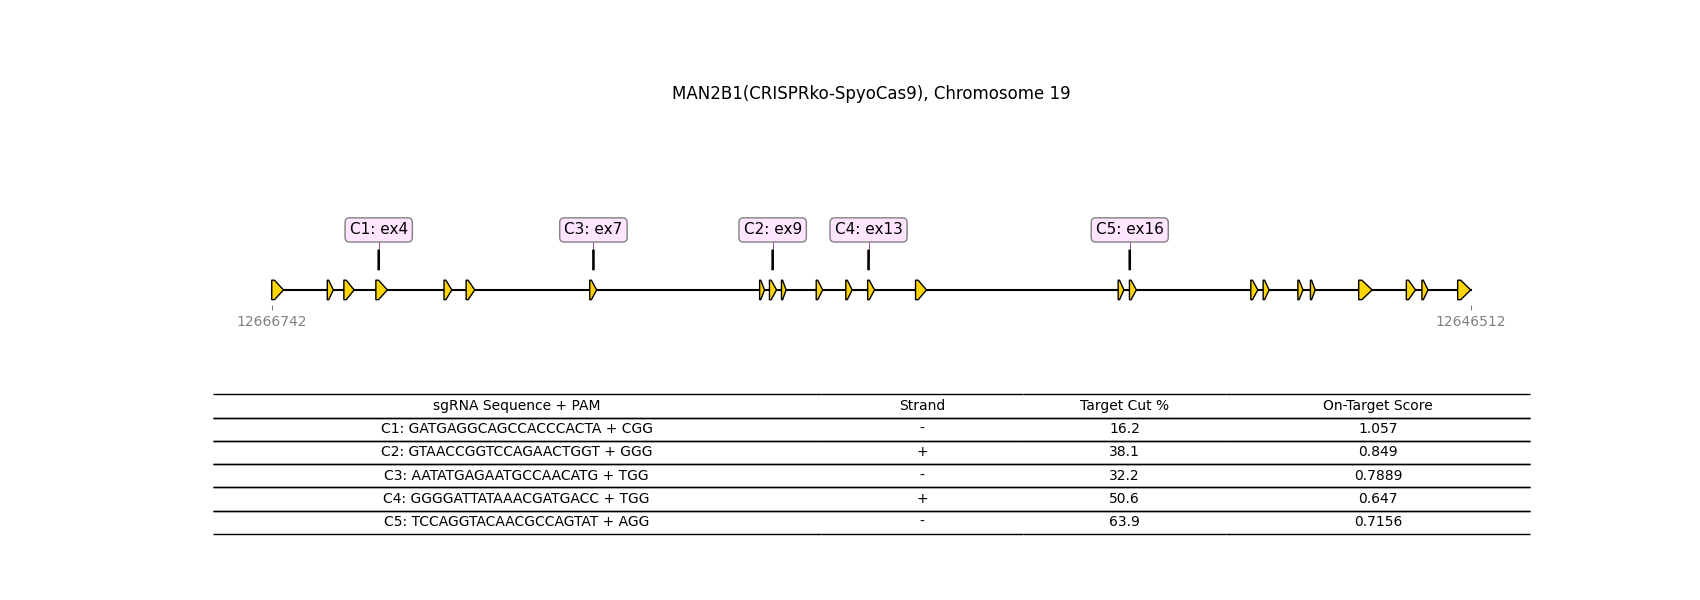 MAN2B1(CRISPRko-SpyoCas9), Chromosome 19
C1: ex4 C3: ex7 C2: ex9 C4: ex13 C5: ex16
12666742 12646512
sgRNA Sequence + PAM Strand Target Cut % On-Target Score
C1: GATGAGGCAGCCACCCACTA + CGG - 16.2 1.057
C2: GTAACCGGTCCAGAACTGGT + GGG + 38.1 0.849
C3: AATATGAGAATGCCAACATG + TGG - 32.2 0.7889
C4: GGGGATTATAAACGATGACC + TGG + 50.6 0.647
C5: TCCAGGTACAACGCCAGTAT + AGG - 63.9 0.7156